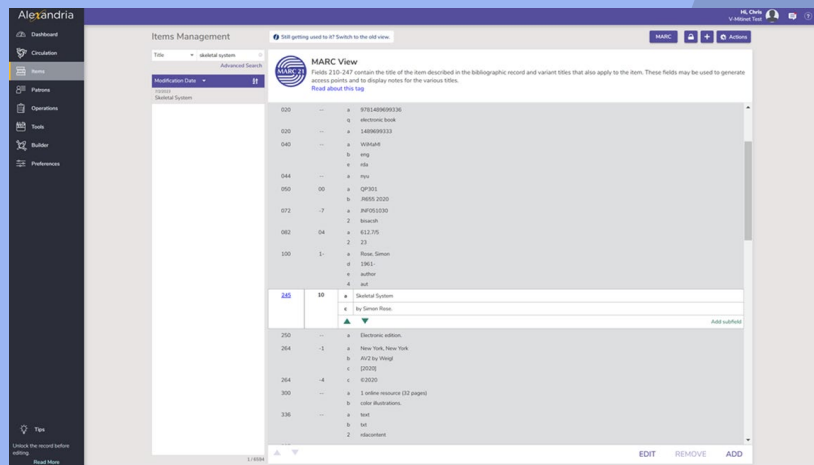 Alexandria
Hi, Chris
V-Milinet Test
Dashboard
Circulation
Items
Patrons
Operations
Tools
Builder
Preferences
Tips
Unlock the record before editing.
Read More
Items Management
Still getting used to it? Switch to the old view.
MARC
Actions
Title
skeletal system
Advanced Search
Modification Date
Skeletal System
1 / 6594
MARC 21
MARC View
Fields 210-247 contain the title of the item described in the bibliographic record and variant titles that also apply to the item. These fields may be used to generate
access points and to display notes for the various titles.
Read about this tag
020 -- a 9781489699336
q electronic book
020 -- a 1489699333
040 -- a WiMaMl
b eng
e rda
044 -- a nyu
050 00 a QP301
b .R655 2020
072 -7 a JNF051030
2 bisacsh
082 04 a 612.7/5
2 23
100 1- a Rose, Simon
d 1961-
e author
4 aut
245 10 a Skeletal System
c by Simon Rose.
Add subfield
250 -- a Electronic edition.
264 -1 a New York, New York
b AV2 by Weigl
c [2020]
264 -4 c ©2020
300 -- a 1 online resource (32 pages)
b color illustrations.
336 -- a text
b txt
2 rdacontent
EDIT
REMOVE
ADD